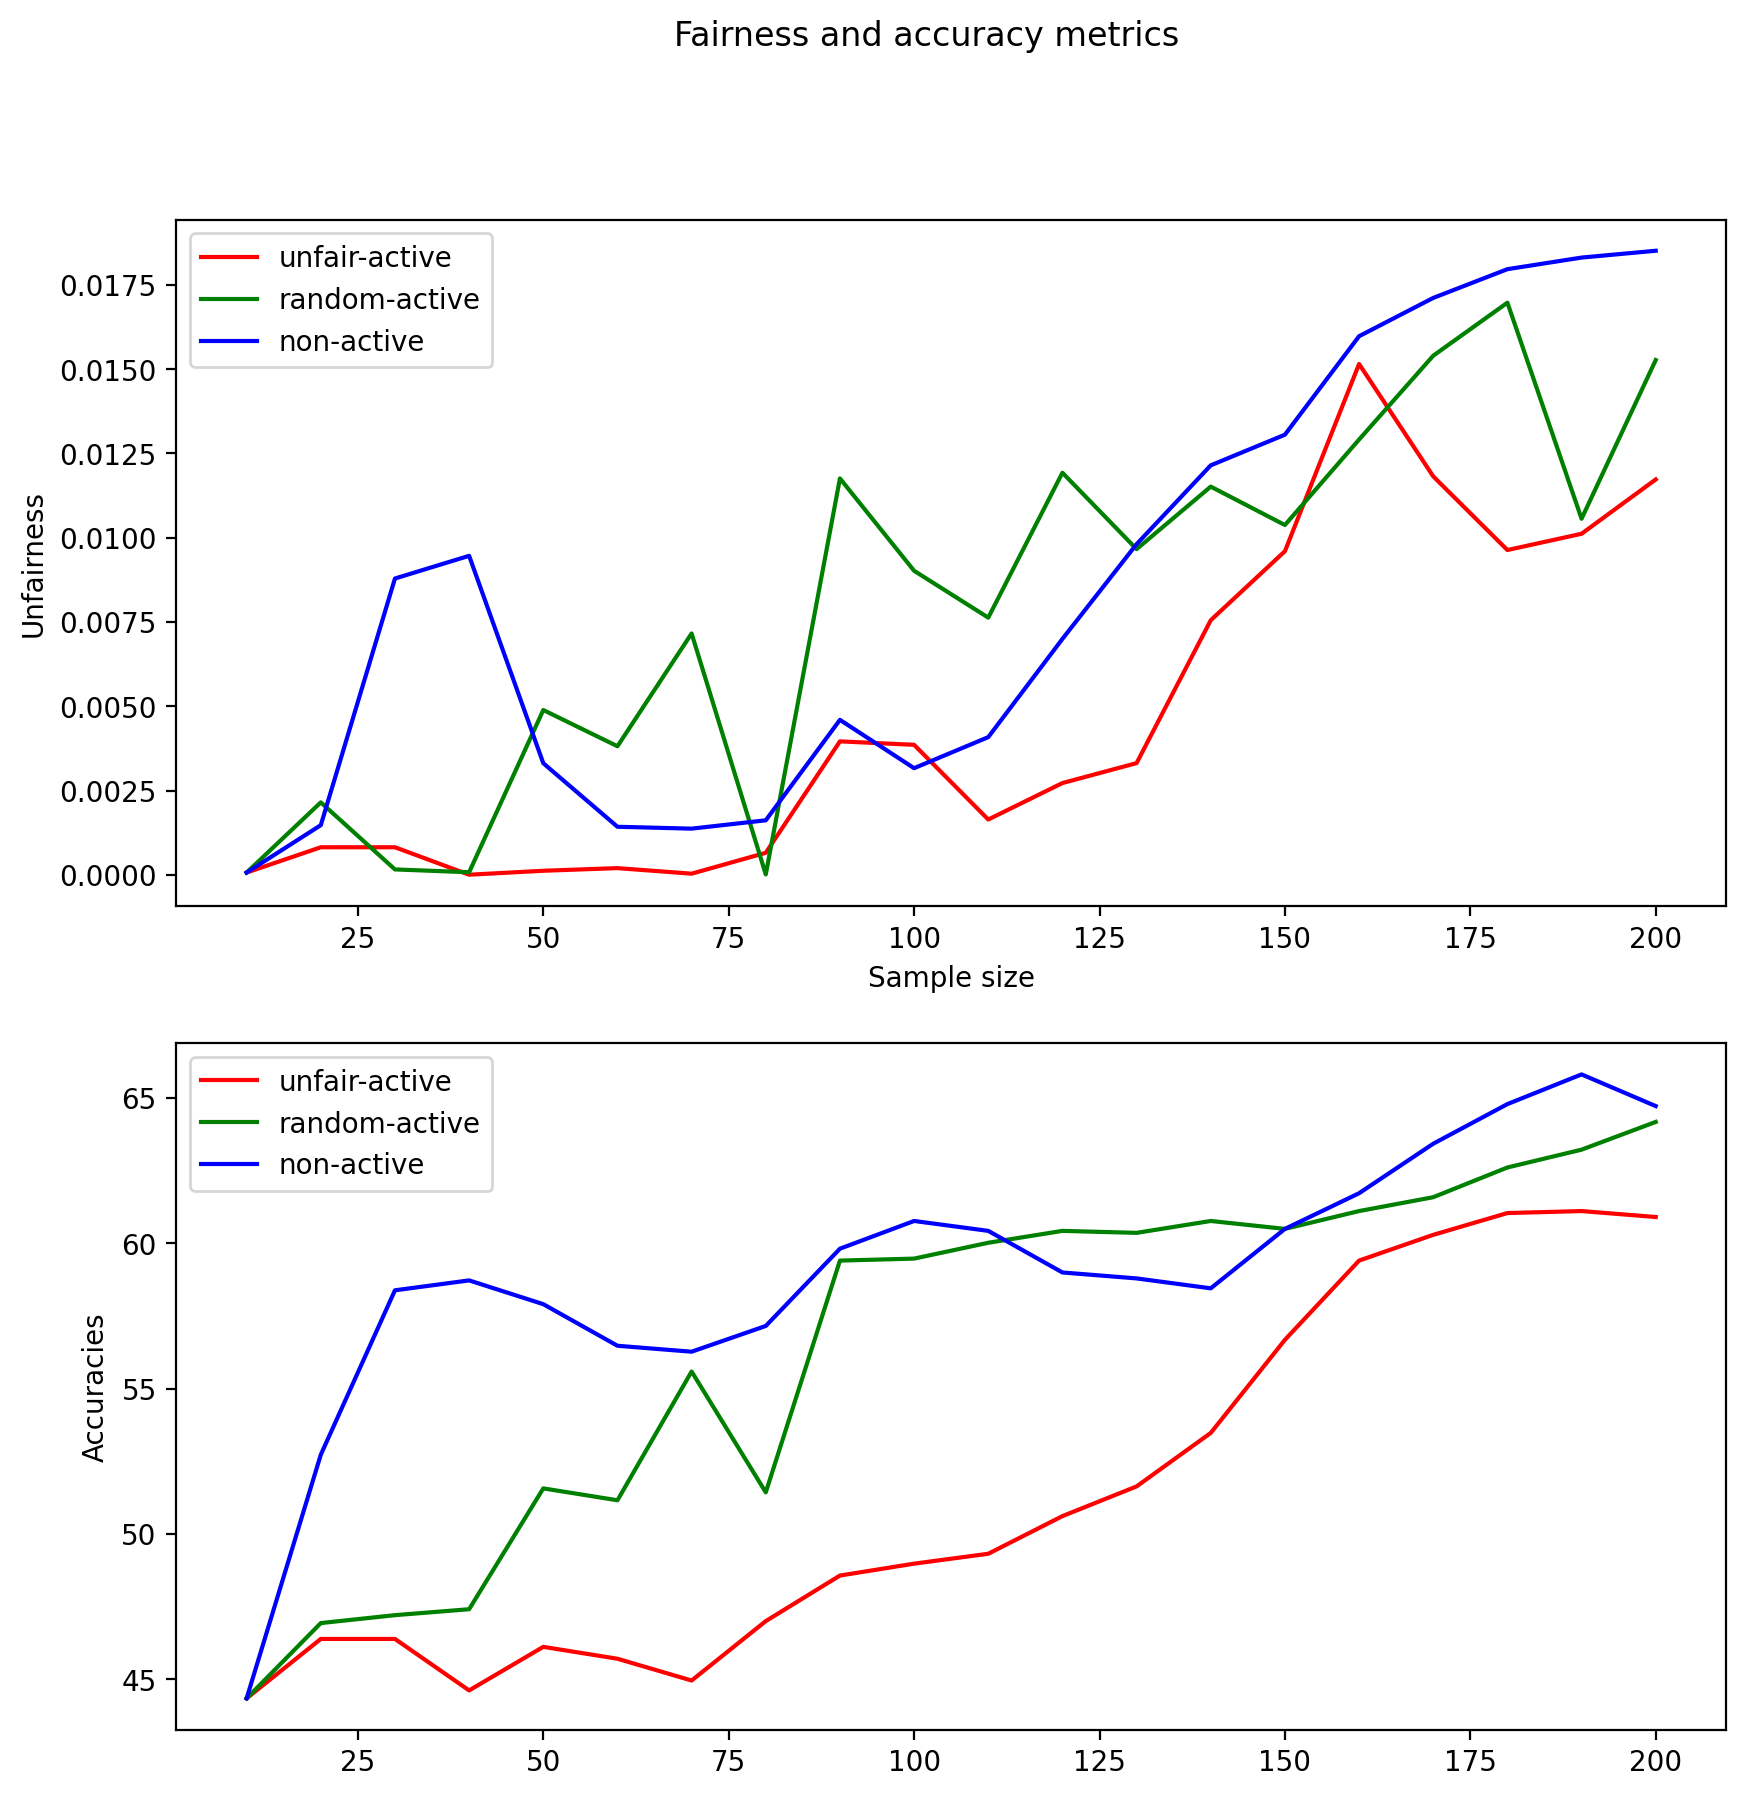 Fairness and accuracy metrics
unfair-active
random-active
non-active
0.0175
0.0150
0.0125
0.0100
0.0075
0.0050
0.0025
0.0000
Unfairness
25 50 75 100 125 150 175 200
Sample size
unfair-active
random-active
non-active
65
60
55
50
45
Accuracies
25 50 75 100 125 150 175 200